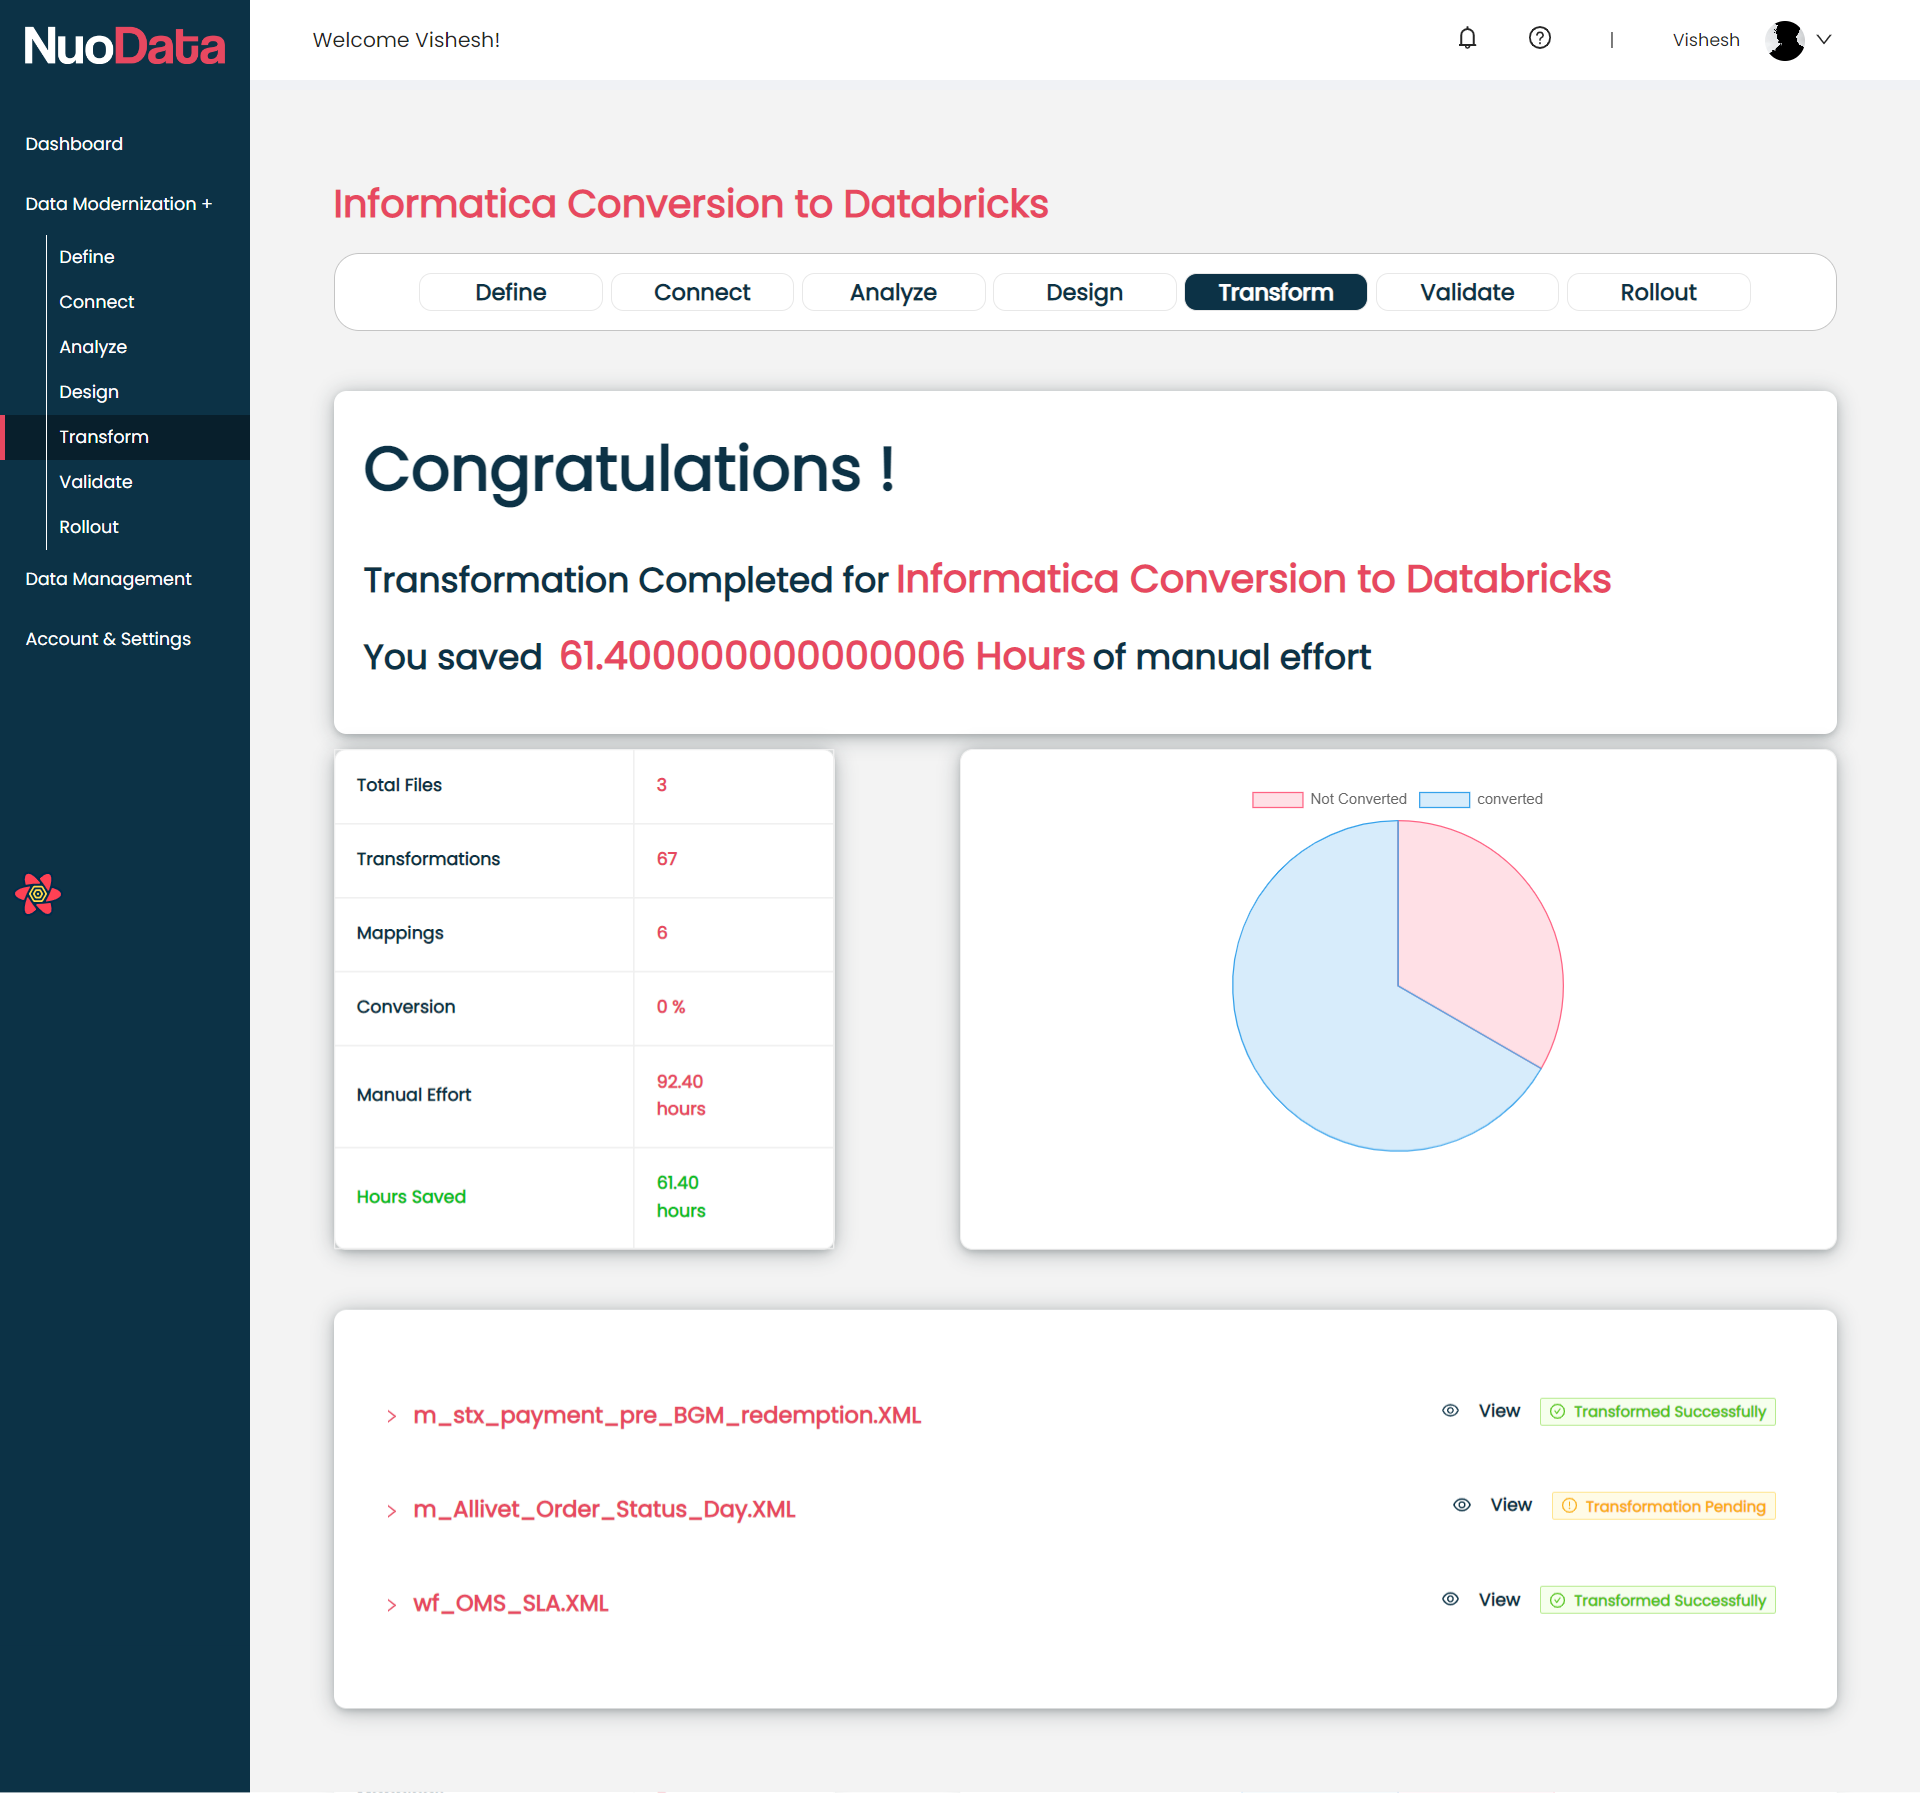 NuoData
Welcome Vishesh!
|
Vishesh
Dashboard
Data Modernization +
Define
Connect
Analyze
Design
Transform
Validate
Rollout
Data Management
Account & Settings
Informatica Conversion to Databricks
Define Connect Analyze Design Transform Validate Rollout
Congratulations !
Transformation Completed for Informatica Conversion to Databricks
You saved 61.400000000000006 Hours of manual effort
Total Files 3
Transformations 67
Mappings 6
Conversion 0 %
Manual Effort 92.40
hours
Hours Saved 61.40
hours
Not Converted converted
> m_stx_payment_pre_BGM_redemption.XML View Transformed Successfully
> m_Allivet_Order_Status_Day.XML View Transformation Pending
> wf_OMS_SLA.XML View Transformed Successfully